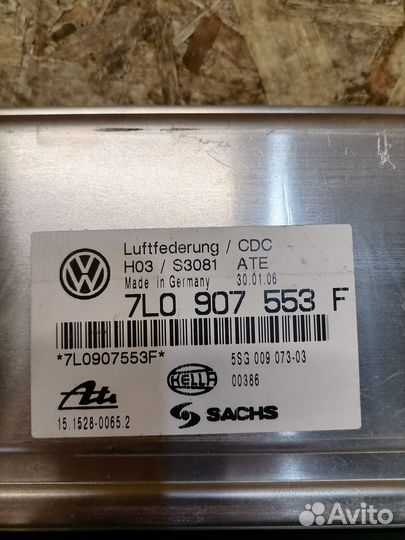 Luftfederung / CDC
H03 / S3081 ATE
Made in Germany 30.01.06
7L0 907 553 F
*7L0907553F*
5SG 009 073-03
HELLA 00386
Ate
SACHS
15.1528-0065.2
Avito